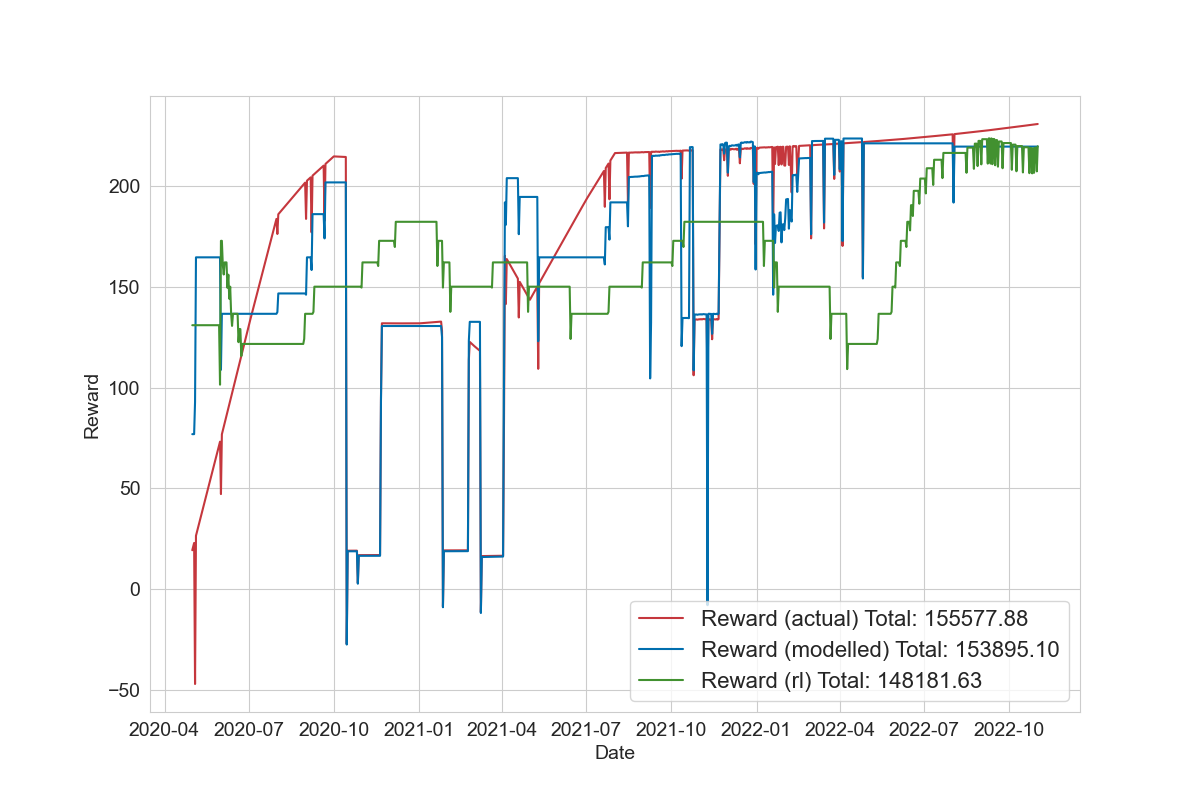 200
150
100
50
0
−50
Reward
2020-04 2020-07 2020-10 2021-01 2021-04 2021-07 2021-10 2022-01 2022-04 2022-07 2022-10
Date
Reward (actual) Total: 155577.88
Reward (modelled) Total: 153895.10
Reward (rl) Total: 148181.63